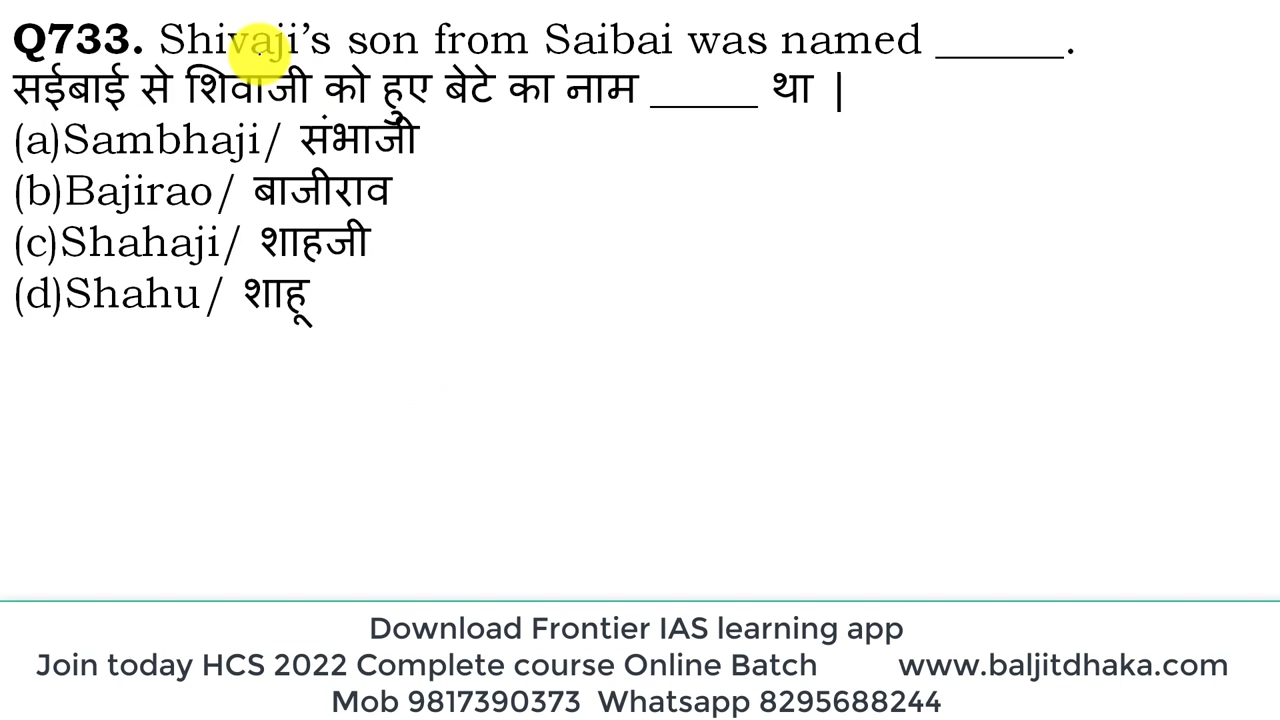 Q733. Shivaji’s son from Saibai was named ______.
सईबाई से शिवाजी को हुए बेटे का नाम _____ था |
(a)Sambhaji/ संभाजी
(b)Bajirao/ बाजीराव
(c)Shahaji/ शाहजी
(d)Shahu/ शाहू
Download Frontier IAS learning app
Join today HCS 2022 Complete course Online Batch www.baljitdhaka.com
Mob 9817390373 Whatsapp 8295688244